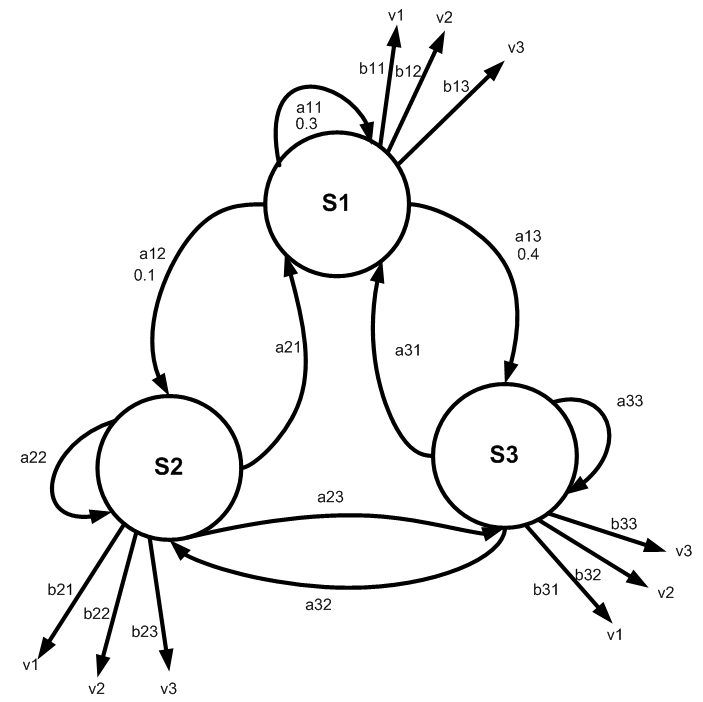 v1
v2
v3
b11
b12
b13
a11
0.3
S1
a12
0.1
a13
0.4
a21
a31
a22
S2
S3
a33
a23
a32
b21
b22
b23
v1
v2
v3
b33
b32
b31
v3
v2
v1